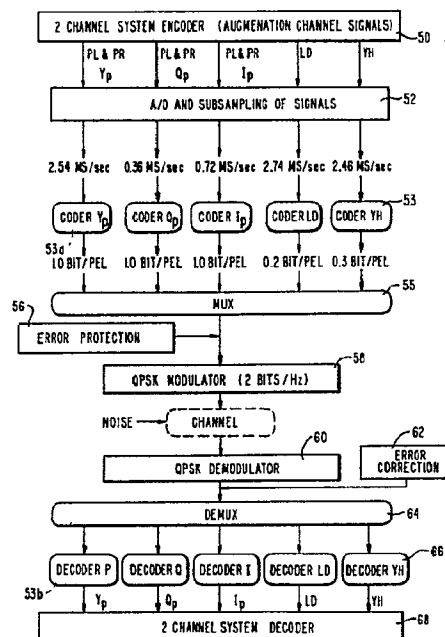 2 CHANNEL SYSTEM ENCODER (AUGMENATION CHANNEL SIGNALS)
50
PL & PR PL & PR PL & PR LD YH
Yp Qp Ip
A/D AND SUBSAMPLING OF SIGNALS
52
2.54 MS/sec 0.36 MS/sec 0.72 MS/sec 2.74 MS/sec 2.46 MS/sec
53
CODER Yp CODER Qp CODER Ip CODER LD CODER YH
53a
1.0 BIT/PEL 1.0 BIT/PEL 1.0 BIT/PEL 0.2 BIT/PEL 0.3 BIT/PEL
55
MUX
56
ERROR PROTECTION
58
QPSK MODULATOR (2 BITS/Hz)
NOISE CHANNEL
60
62
QPSK DEMODULATOR
ERROR CORRECTION
DEMUX
64
DECODER P DECODER Q DECODER I DECODER LD DECODER YH
66
53b
Yp Qp Ip LD YH
2 CHANNEL SYSTEM DECODER
68